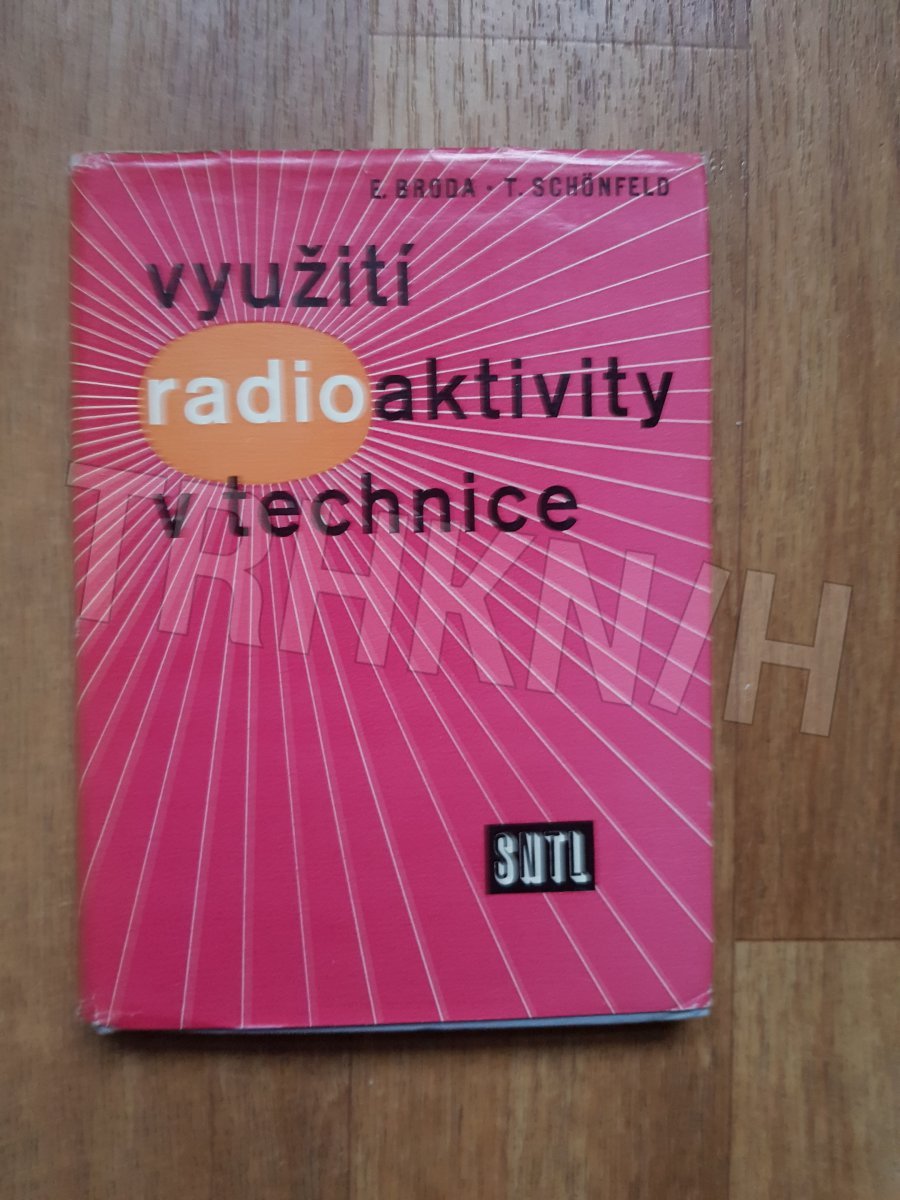 E. BRODA · T. SCHÖNFELD
využití
radioaktivity
v technice
TRHKNIH
SNTL